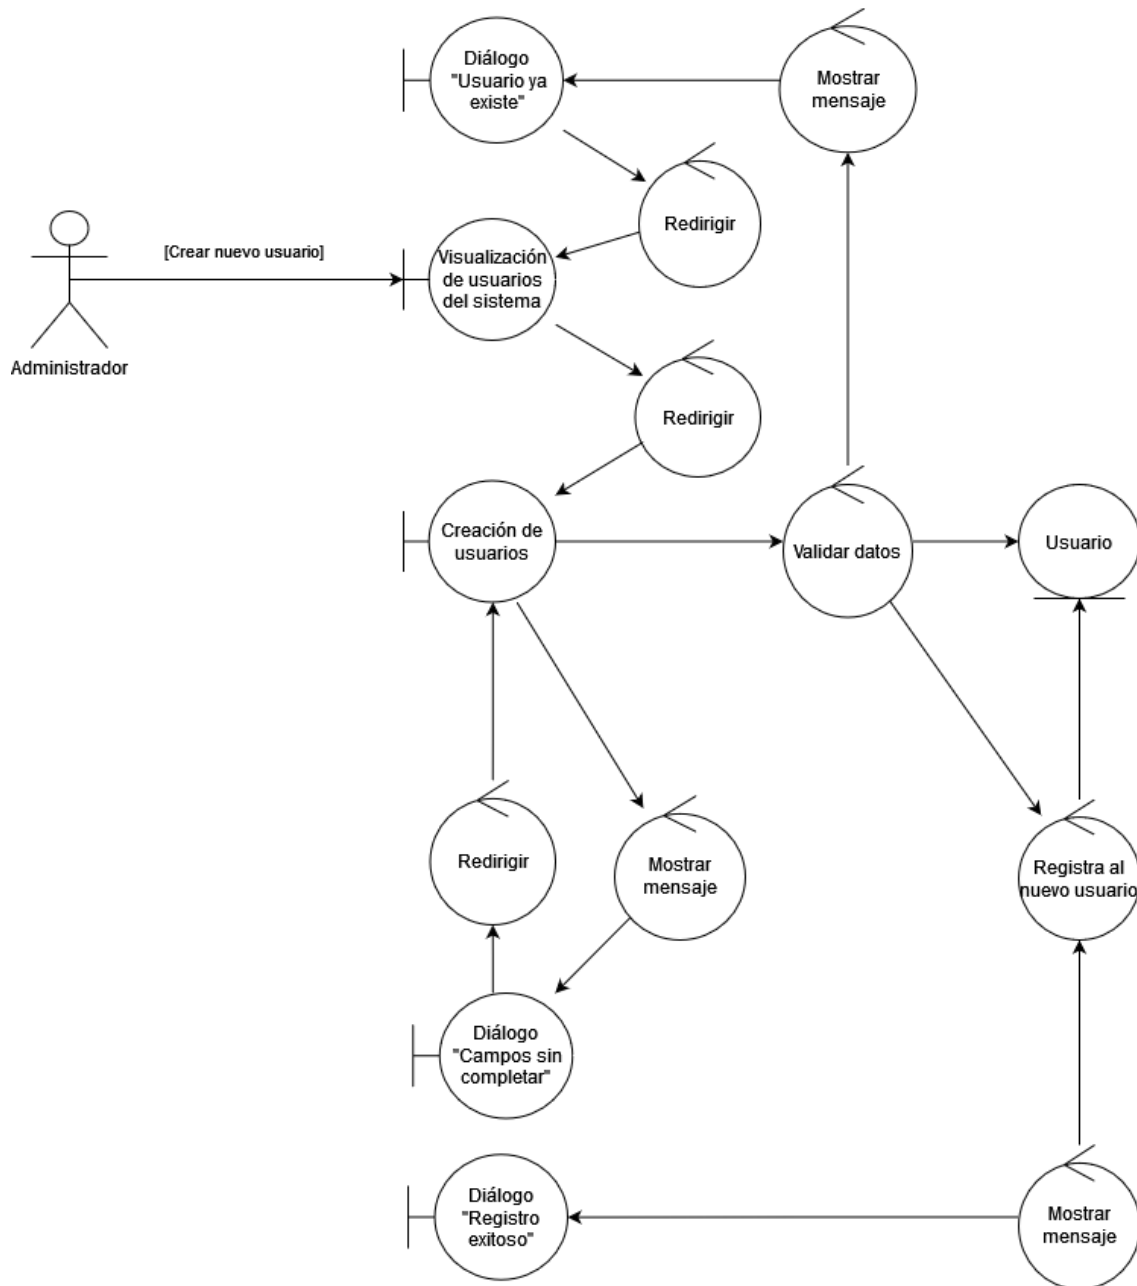 Diálogo
"Usuario ya
existe"
Mostrar
mensaje
Redirigir
[Crear nuevo usuario]
Visualización
de usuarios
del sistema
Administrador
Redirigir
Creación de
usuarios
Validar datos
Usuario
Redirigir
Mostrar
mensaje
Registra al
nuevo usuario
Diálogo
"Campos sin
completar"
Diálogo
"Registro
exitoso"
Mostrar
mensaje